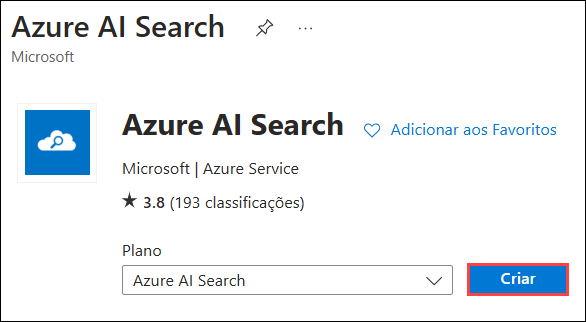 Azure AI Search
Microsoft
Azure AI Search
Adicionar aos Favoritos
Microsoft | Azure Service
★ 3.8 (193 classificações)
Plano
Azure AI Search
Criar